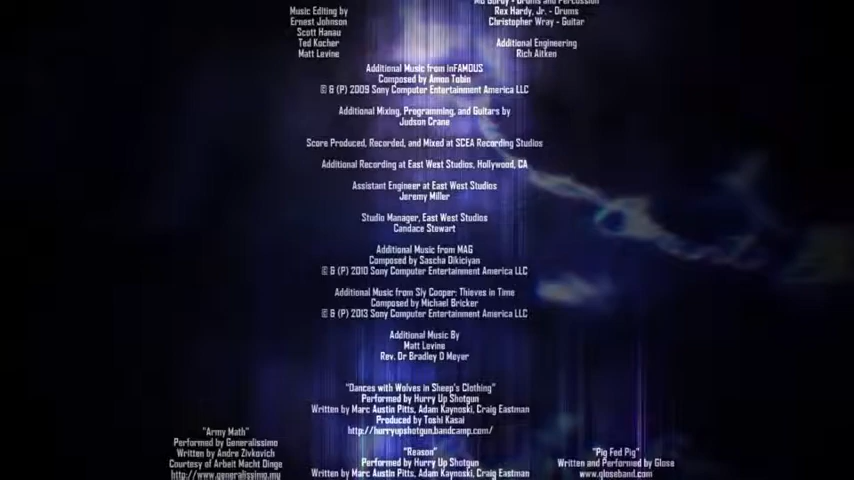 Music Editing by
Ernest Johnson
Scott Hanau
Ted Kocher
Matt Levine
Rex Hardy, Jr. - Drums
Christopher Wray - Guitar
Additional Engineering
Rich Aitken
Additional Music from inFAMOUS
Composed by Amon Tobin
© & (P) 2009 Sony Computer Entertainment America LLC
Additional Mixing, Programming, and Guitars by
Judson Crane
Score Produced, Recorded, and Mixed at SCEA Recording Studios
Additional Recording at East West Studios, Hollywood, CA
Assistant Engineer at East West Studios
Jeremy Miller
Studio Manager, East West Studios
Candace Stewart
Additional Music from MAG
Composed by Sascha Dikiciyan
© & (P) 2010 Sony Computer Entertainment America LLC
Additional Music from Sly Cooper: Thieves in Time
Composed by Michael Bricker
© & (P) 2013 Sony Computer Entertainment America LLC
Additional Music By
Matt Levine
Rev. Dr Bradley D Meyer
"Dances with Wolves in Sheep's Clothing"
Performed by Hurry Up Shotgun
Written by Marc Austin Pitts, Adam Kaynoski, Craig Eastman
Produced by Toshi Kasai
http://hurryupshotgun.bandcamp.com/
"Army Math"
Performed by Generalissimo
Written by Andre Zivkovich
Courtesy of Arbeit Macht Dinge
http://www.generalissimo.mu
"Reason"
Performed by Hurry Up Shotgun
Written by Marc Austin Pitts, Adam Kaynoski, Craig Eastman
"Pig Fed Pig"
Written and Performed by Glose
www.gloseband.com